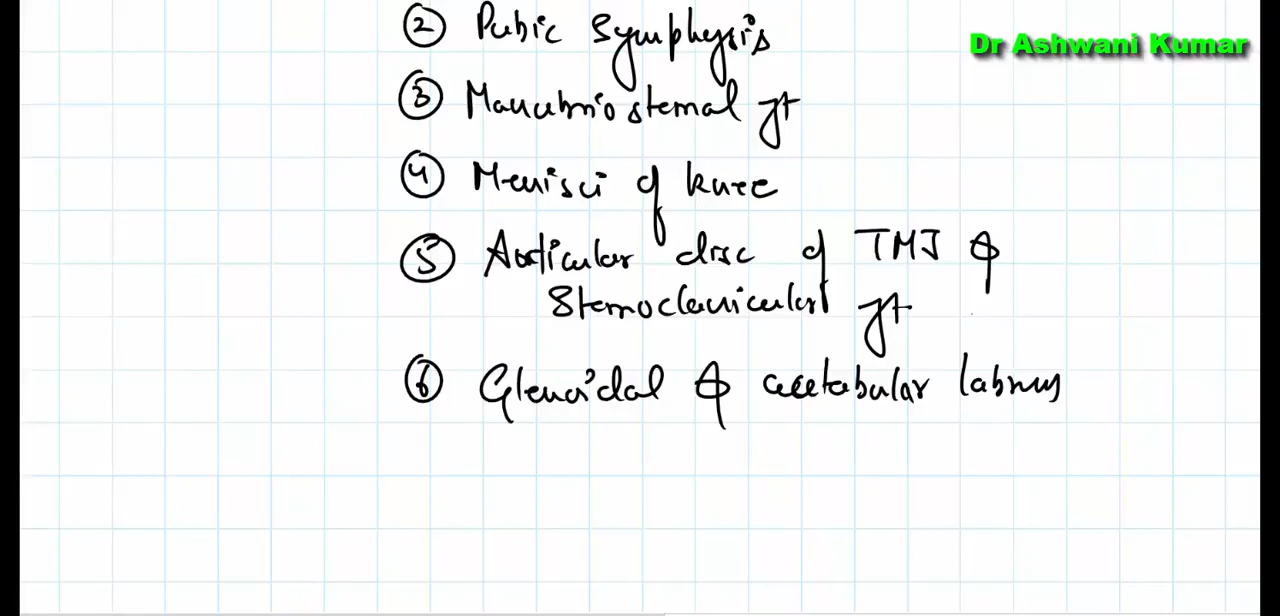 ② Pubic Symphysis
Dr Ashwani Kumar
③ Manubriosternal jt
④ Menisci of knee
⑤ Articular disc of TMJ &
Sternoclavicular jt
⑥ Glenoidal & acetabular labrum